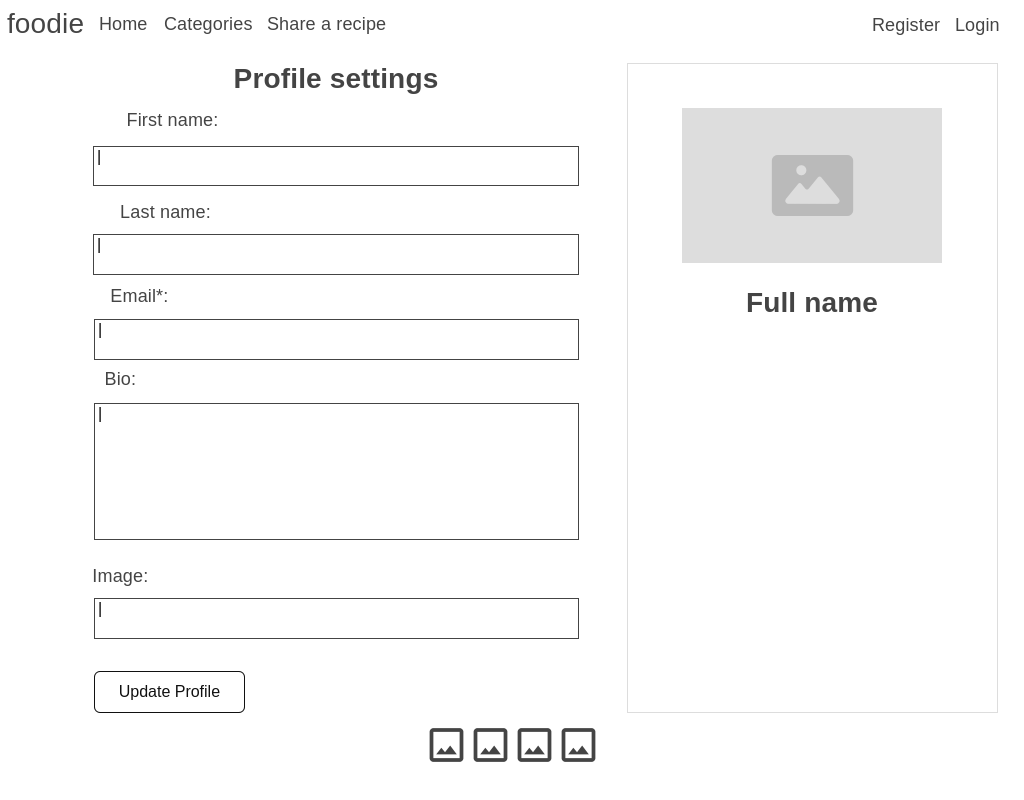 foodie Home Categories Share a recipe Register Login
Profile settings
First name:
Last name:
Email*:
Bio:
Image:
Update Profile
Full name